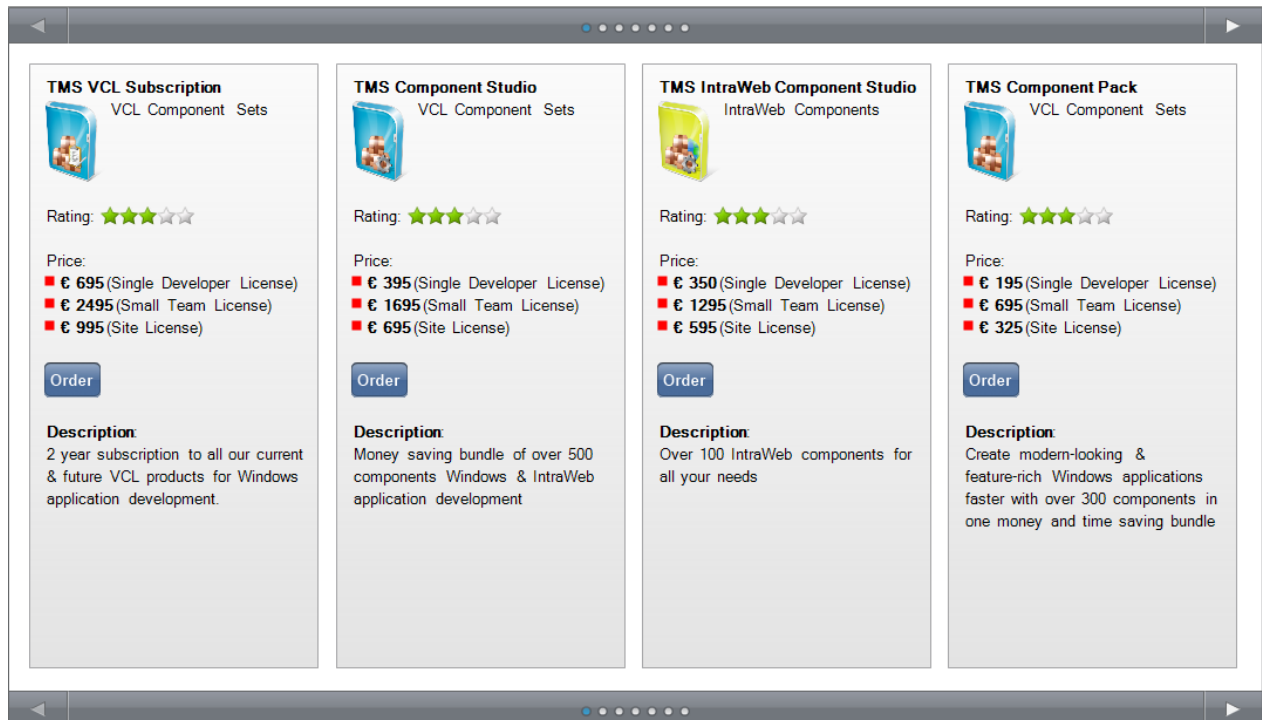 TMS VCL Subscription
VCL Component Sets
Rating:
Price:
€ 695 (Single Developer License)
€ 2495 (Small Team License)
€ 995 (Site License)
Order
Description:
2 year subscription to all our current
& future VCL products for Windows
application development.
TMS Component Studio
VCL Component Sets
Rating:
Price:
€ 395 (Single Developer License)
€ 1695 (Small Team License)
€ 695 (Site License)
Order
Description:
Money saving bundle of over 500
components Windows & IntraWeb
application development
TMS IntraWeb Component Studio
IntraWeb Components
Rating:
Price:
€ 350 (Single Developer License)
€ 1295 (Small Team License)
€ 595 (Site License)
Order
Description:
Over 100 IntraWeb components for
all your needs
TMS Component Pack
VCL Component Sets
Rating:
Price:
€ 195 (Single Developer License)
€ 695 (Small Team License)
€ 325 (Site License)
Order
Description:
Create modern-looking &
feature-rich Windows applications
faster with over 300 components in
one money and time saving bundle